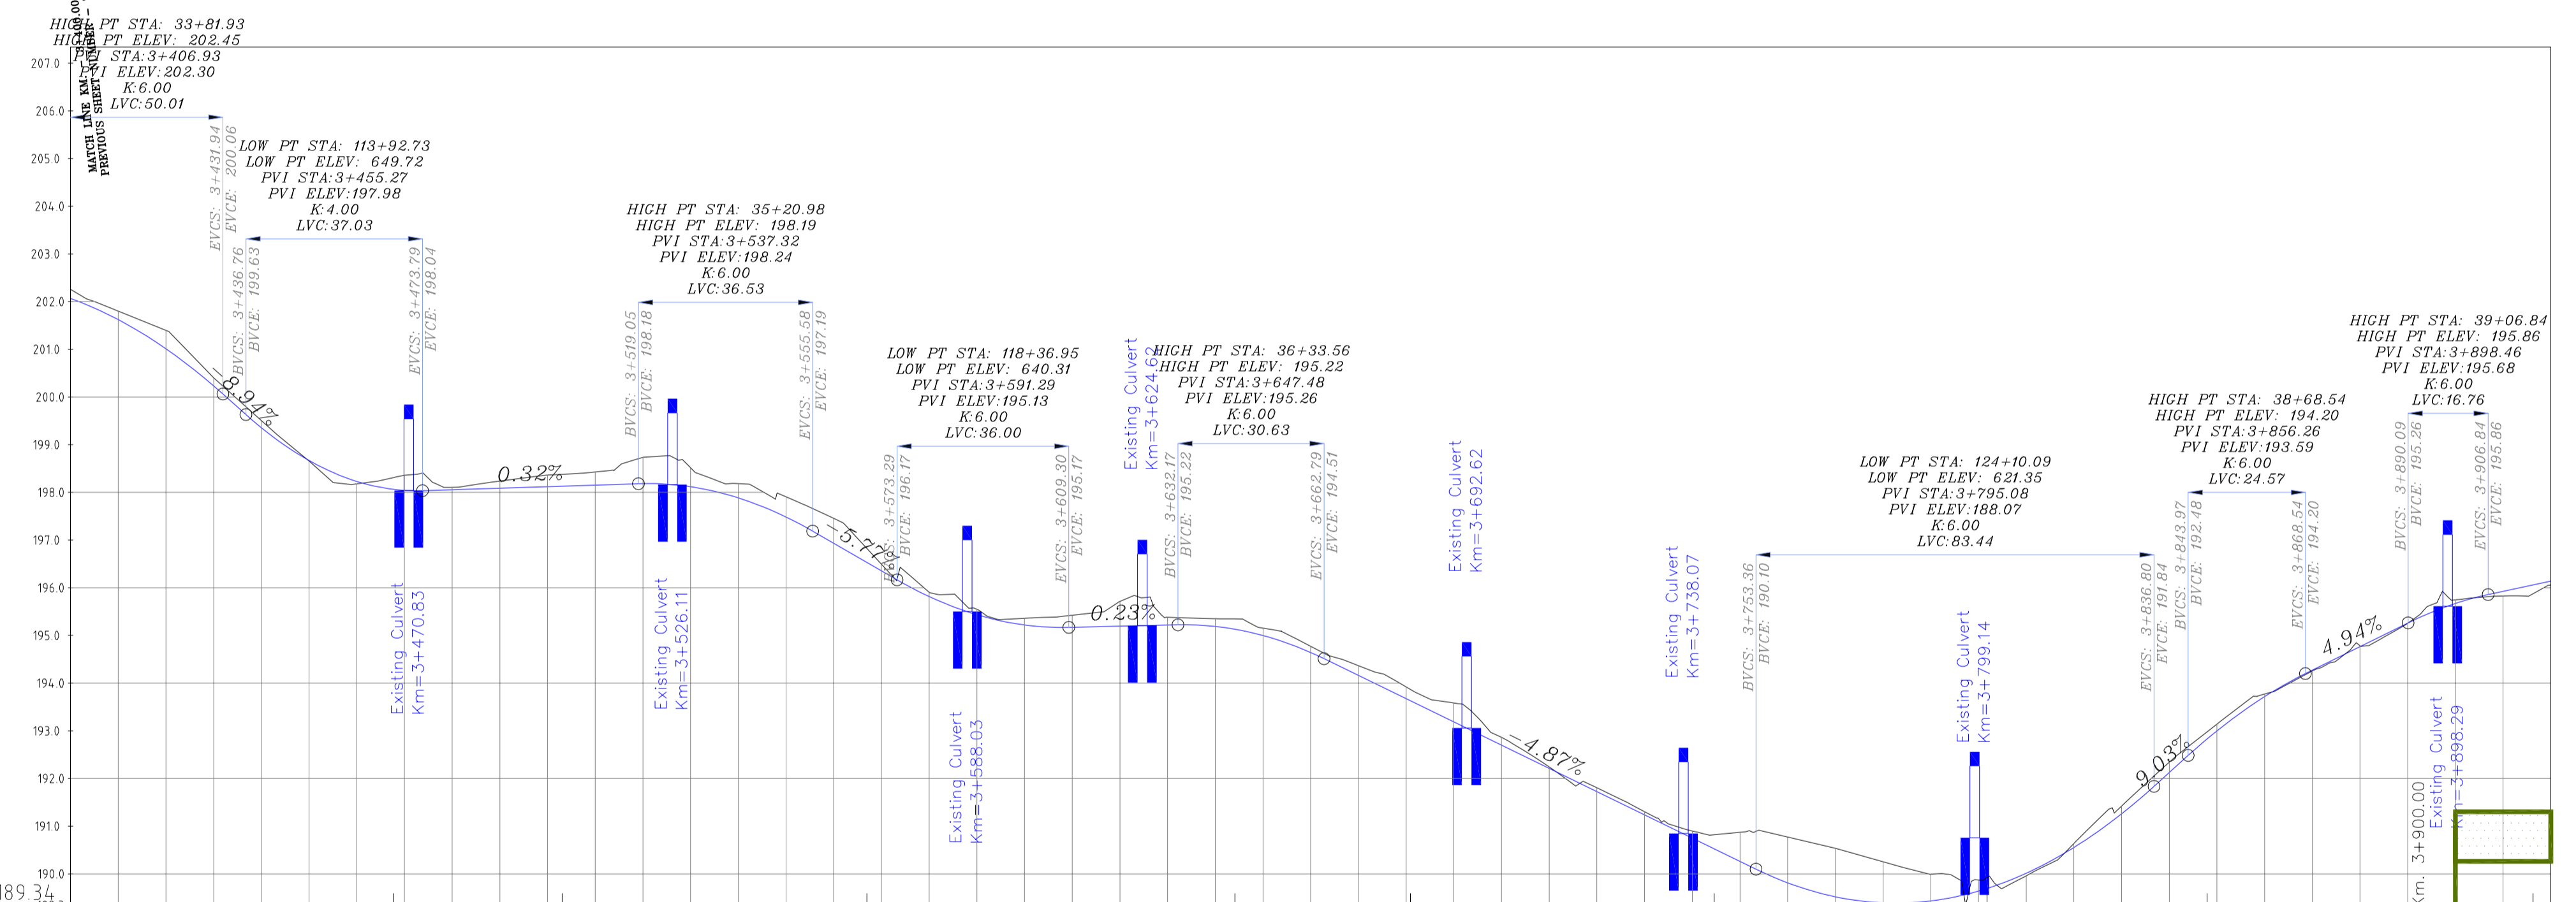 HIGH PT STA: 33+81.93
HIGH PT ELEV: 202.45
PVI STA:3+406.93
PVI ELEV:202.30
K:6.00
LVC:50.01
MATCH LINE KM. -
PREVIOUS SHEET NUMBER -
207.0
206.0
205.0
204.0
203.0
202.0
201.0
200.0
199.0
198.0
197.0
196.0
195.0
194.0
193.0
192.0
191.0
190.0
189.34
EVCS: 3+431.94
EVCE: 200.06
LOW PT STA: 113+92.73
LOW PT ELEV: 649.72
PVI STA:3+455.27
PVI ELEV:197.98
K:4.00
LVC:37.03
BVCS: 3+436.76
BVCE: 199.63
EVCS: 3+473.79
EVCE: 198.04
-8.94%
Existing Culvert
Km=3+470.83
0.32%
HIGH PT STA: 35+20.98
HIGH PT ELEV: 198.19
PVI STA:3+537.32
PVI ELEV:198.24
K:6.00
LVC:36.53
BVCS: 3+519.05
BVCE: 198.18
EVCS: 3+555.58
EVCE: 197.19
Existing Culvert
Km=3+526.11
-5.77%
LOW PT STA: 118+36.95
LOW PT ELEV: 640.31
PVI STA:3+591.29
PVI ELEV:195.13
K:6.00
LVC:36.00
BVCS: 3+573.29
BVCE: 196.17
EVCS: 3+609.30
EVCE: 195.17
Existing Culvert
Km=3+588.03
0.23%
Existing Culvert
Km=3+624.62
HIGH PT STA: 36+33.56
HIGH PT ELEV: 195.22
PVI STA:3+647.48
PVI ELEV:195.26
K:6.00
LVC:30.63
BVCS: 3+632.17
BVCE: 195.22
EVCS: 3+662.79
EVCE: 194.51
Existing Culvert
Km=3+692.62
-4.87%
Existing Culvert
Km=3+738.07
LOW PT STA: 124+10.09
LOW PT ELEV: 621.35
PVI STA:3+795.08
PVI ELEV:188.07
K:6.00
LVC:83.44
BVCS: 3+753.36
BVCE: 190.10
EVCS: 3+836.80
EVCE: 191.84
Existing Culvert
Km=3+799.14
9.03%
HIGH PT STA: 38+68.54
HIGH PT ELEV: 194.20
PVI STA:3+856.26
PVI ELEV:193.59
K:6.00
LVC:24.57
BVCS: 3+843.97
BVCE: 192.48
EVCS: 3+868.54
EVCE: 194.20
4.94%
HIGH PT STA: 39+06.84
HIGH PT ELEV: 195.86
PVI STA:3+898.46
PVI ELEV:195.68
K:6.00
LVC:16.76
BVCS: 3+890.09
BVCE: 195.26
EVCS: 3+906.84
EVCE: 195.86
Existing Culvert
Km=3+898.29
Km. 3+900.00